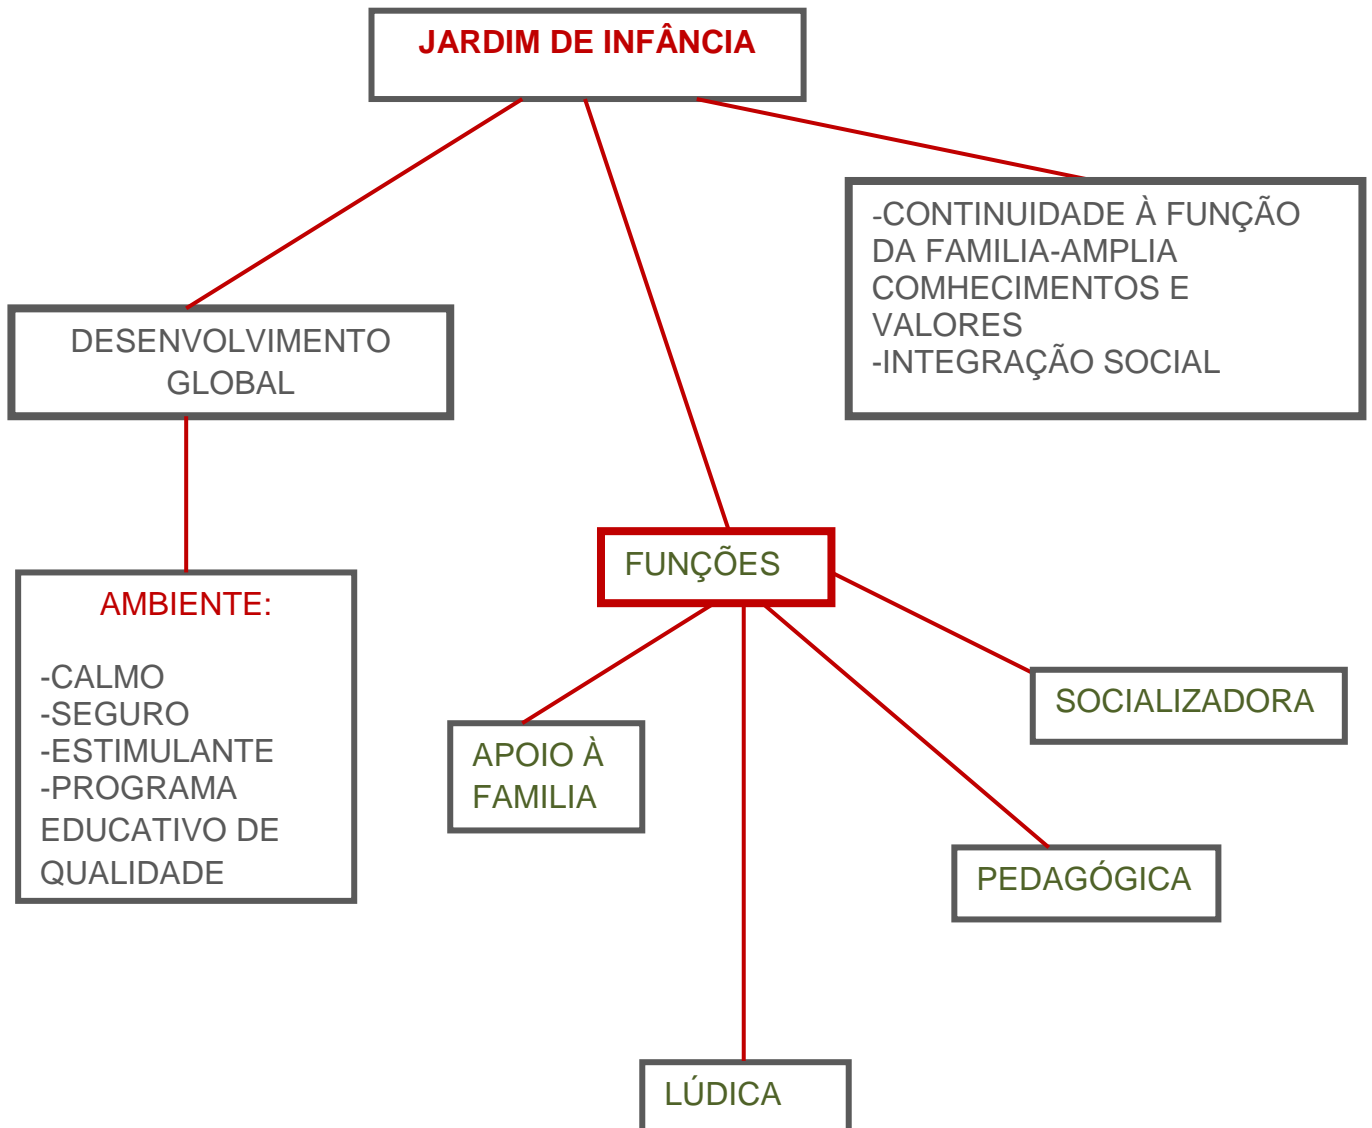 JARDIM DE INFÂNCIA
-CONTINUIDADE À FUNÇÃO
DA FAMILIA-AMPLIA
COMHECIMENTOS E
VALORES
-INTEGRAÇÃO SOCIAL
DESENVOLVIMENTO
GLOBAL
FUNÇÕES
AMBIENTE:
-CALMO
-SEGURO
-ESTIMULANTE
-PROGRAMA
EDUCATIVO DE
QUALIDADE
SOCIALIZADORA
APOIO À
FAMILIA
PEDAGÓGICA
LÚDICA